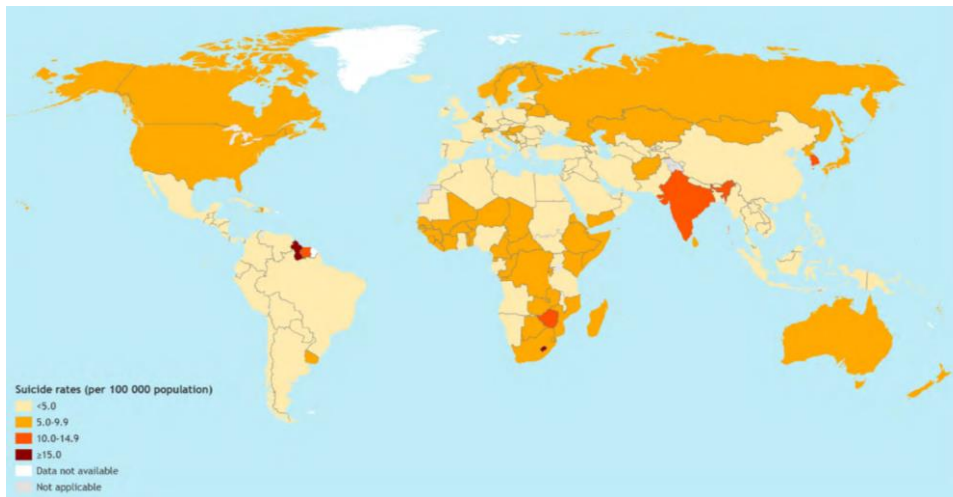 Suicide rates (per 100 000 population)
<5.0
5.0-9.9
10.0-14.9
≥15.0
Data not available
Not applicable